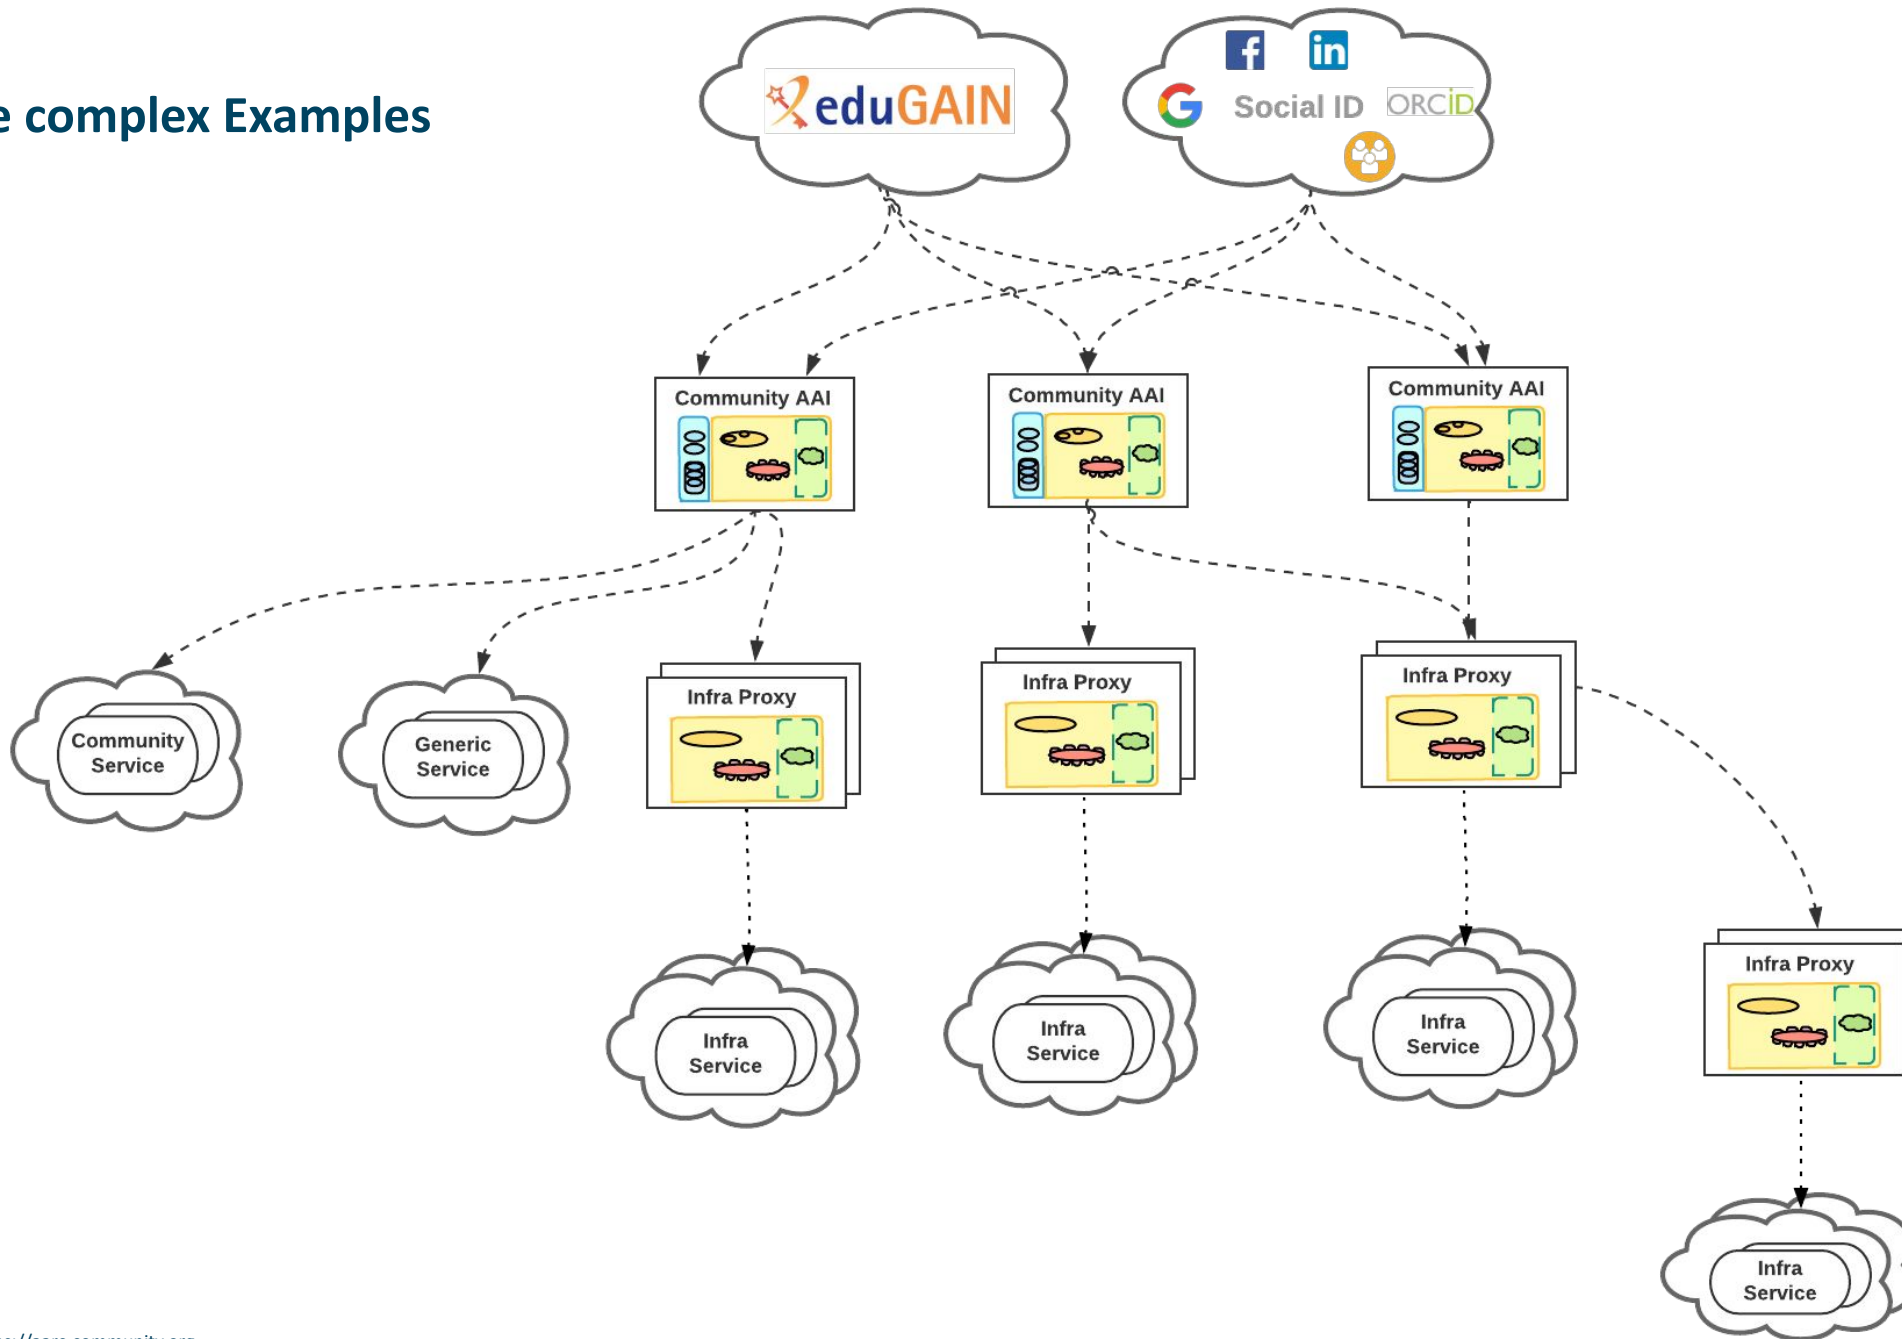 complex Examples
eduGAIN
f
in
G
Social ID
ORCiD
Community AAI
Community AAI
Community AAI
Community
Service
Generic
Service
Infra Proxy
Infra Proxy
Infra Proxy
Infra Proxy
Infra
Service
Infra
Service
Infra
Service
Infra
Service